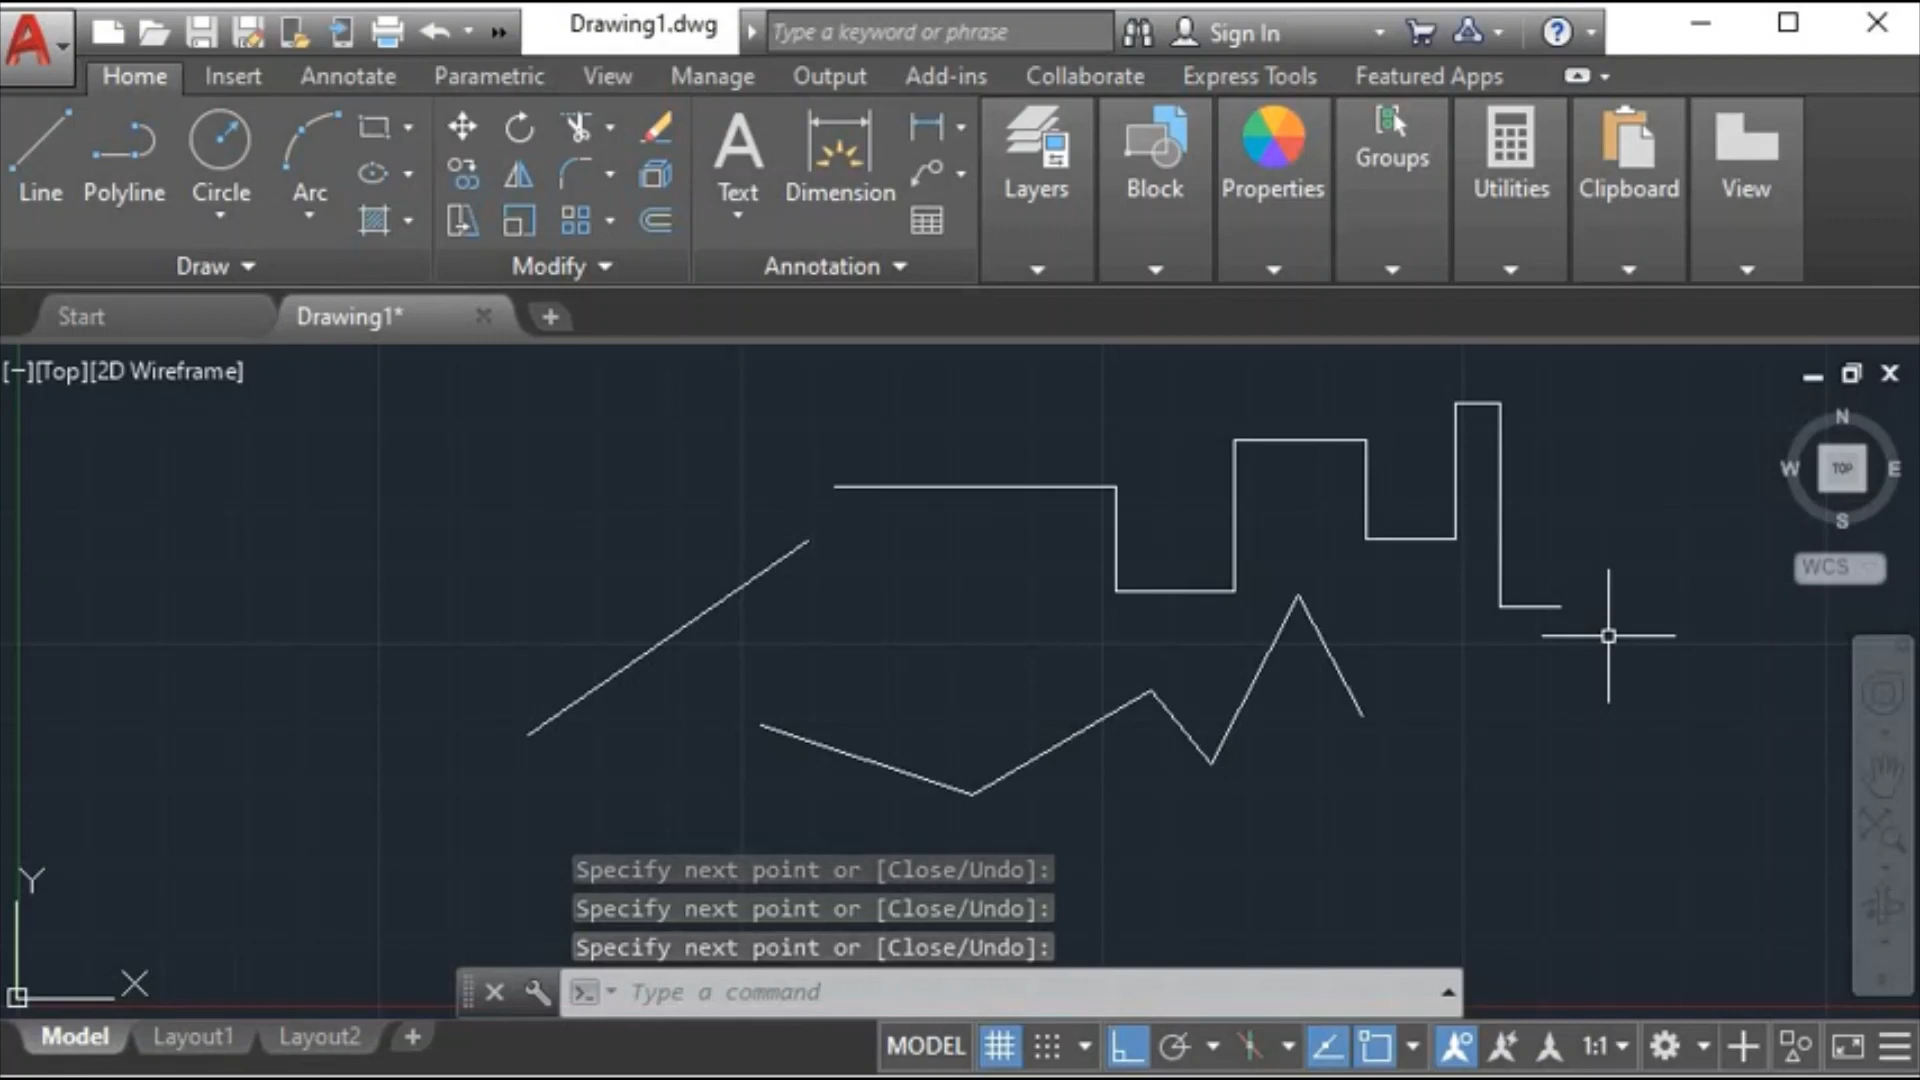 Drawing1.dwg
Type a keyword or phrase
Sign In
Home Insert Annotate Parametric View Manage Output Add-ins Collaborate Express Tools Featured Apps
Line Polyline Circle Arc
Text Dimension
Layers Block Properties Groups Utilities Clipboard View
Draw Modify Annotation
Start Drawing1*
[−][Top][2D Wireframe]
N
W TOP E
S
WCS
Specify next point or [Close/Undo]:
Specify next point or [Close/Undo]:
Specify next point or [Close/Undo]:
Y
X
Type a command
Model Layout1 Layout2 +
MODEL 1:1